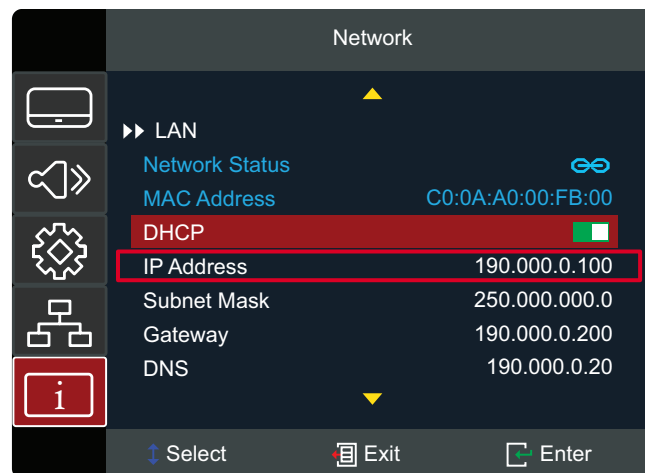 Network
LAN
Network Status
MAC Address C0:0A:A0:00:FB:00
DHCP
IP Address 190.000.0.100
Subnet Mask 250.000.000.0
Gateway 190.000.0.200
DNS 190.000.0.20
i
Select Exit Enter